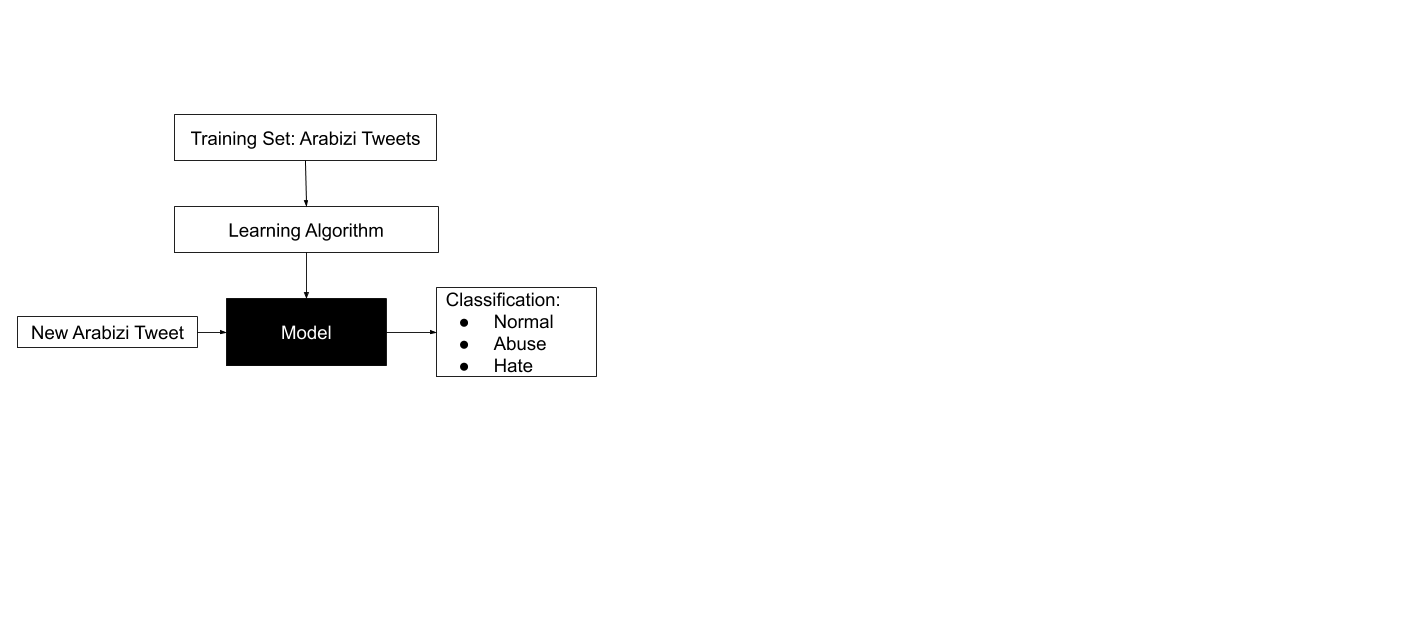 Training Set: Arabizi Tweets
Learning Algorithm
New Arabizi Tweet
Model
Classification:
● Normal
● Abuse
● Hate